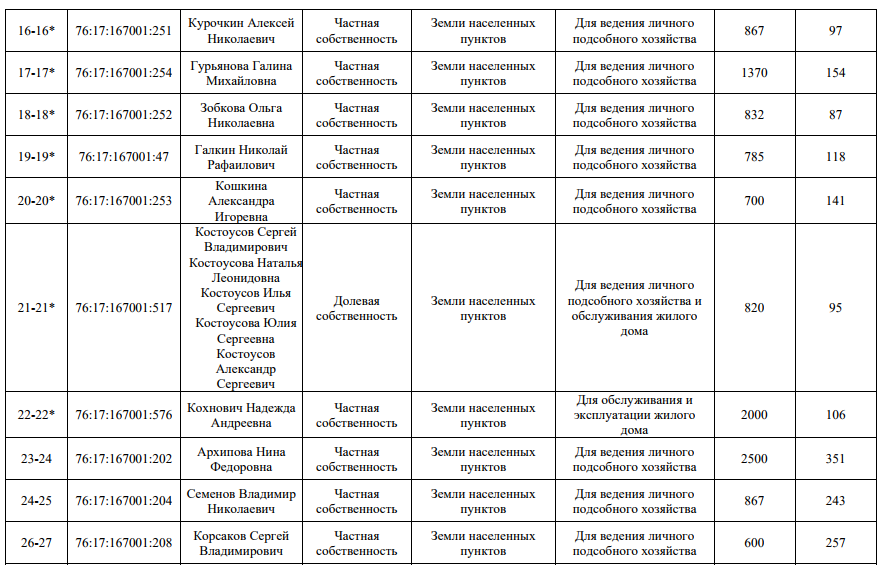 16-16* 76:17:167001:251 Курочкин Алексей Николаевич Частная собственность Земли населенных пунктов Для ведения личного подсобного хозяйства 867 97
17-17* 76:17:167001:254 Гурьянова Галина Михайловна Частная собственность Земли населенных пунктов Для ведения личного подсобного хозяйства 1370 154
18-18* 76:17:167001:252 Зобкова Ольга Николаевна Частная собственность Земли населенных пунктов Для ведения личного подсобного хозяйства 832 87
19-19* 76:17:167001:47 Галкин Николай Рафаилович Частная собственность Земли населенных пунктов Для ведения личного подсобного хозяйства 785 118
20-20* 76:17:167001:253 Кошкина Александра Игоревна Частная собственность Земли населенных пунктов Для ведения личного подсобного хозяйства 700 141
21-21* 76:17:167001:517 Костоусов Сергей Владимирович Костоусова Наталья Леонидовна Костоусов Илья Сергеевич Костоусова Юлия Сергеевна Костоусов Александр Сергеевич Долевая собственность Земли населенных пунктов Для ведения личного подсобного хозяйства и обслуживания жилого дома 820 95
22-22* 76:17:167001:576 Кохнович Надежда Андреевна Частная собственность Земли населенных пунктов Для обслуживания и эксплуатации жилого дома 2000 106
23-24 76:17:167001:202 Архипова Нина Федоровна Частная собственность Земли населенных пунктов Для ведения личного подсобного хозяйства 2500 351
24-25 76:17:167001:204 Семенов Владимир Николаевич Частная собственность Земли населенных пунктов Для ведения личного подсобного хозяйства 867 243
26-27 76:17:167001:208 Корсаков Сергей Владимирович Частная собственность Земли населенных пунктов Для ведения личного подсобного хозяйства 600 257